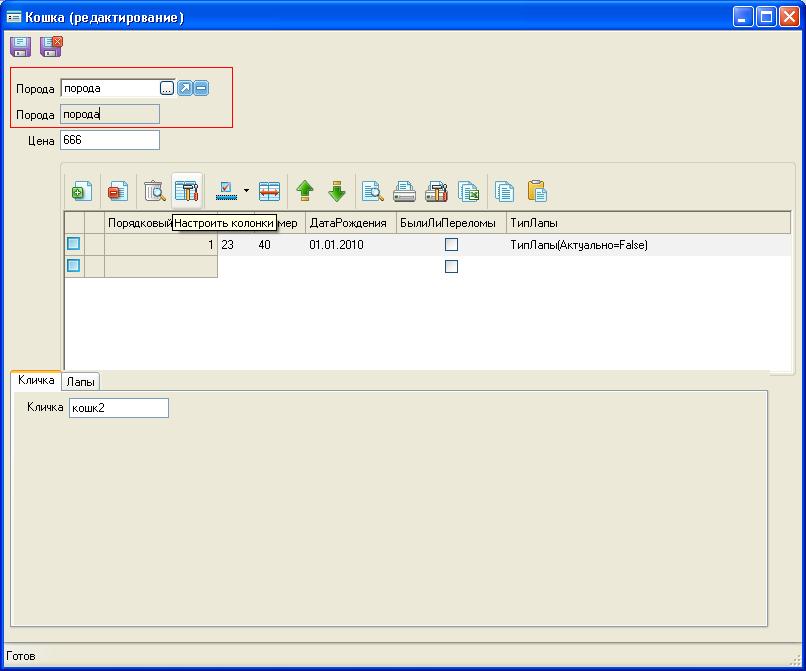 Кошка (редактирование)
Порода порода ...
Порода порода
Цена 666
Порядковый мер ДатаРождения БылиЛиПереломы ТипЛапы
Настроить колонки
1 23 40 01.01.2010 ТипЛапы(Актуально=False)
Кличка Лапы
Кличка кошк2
Готов